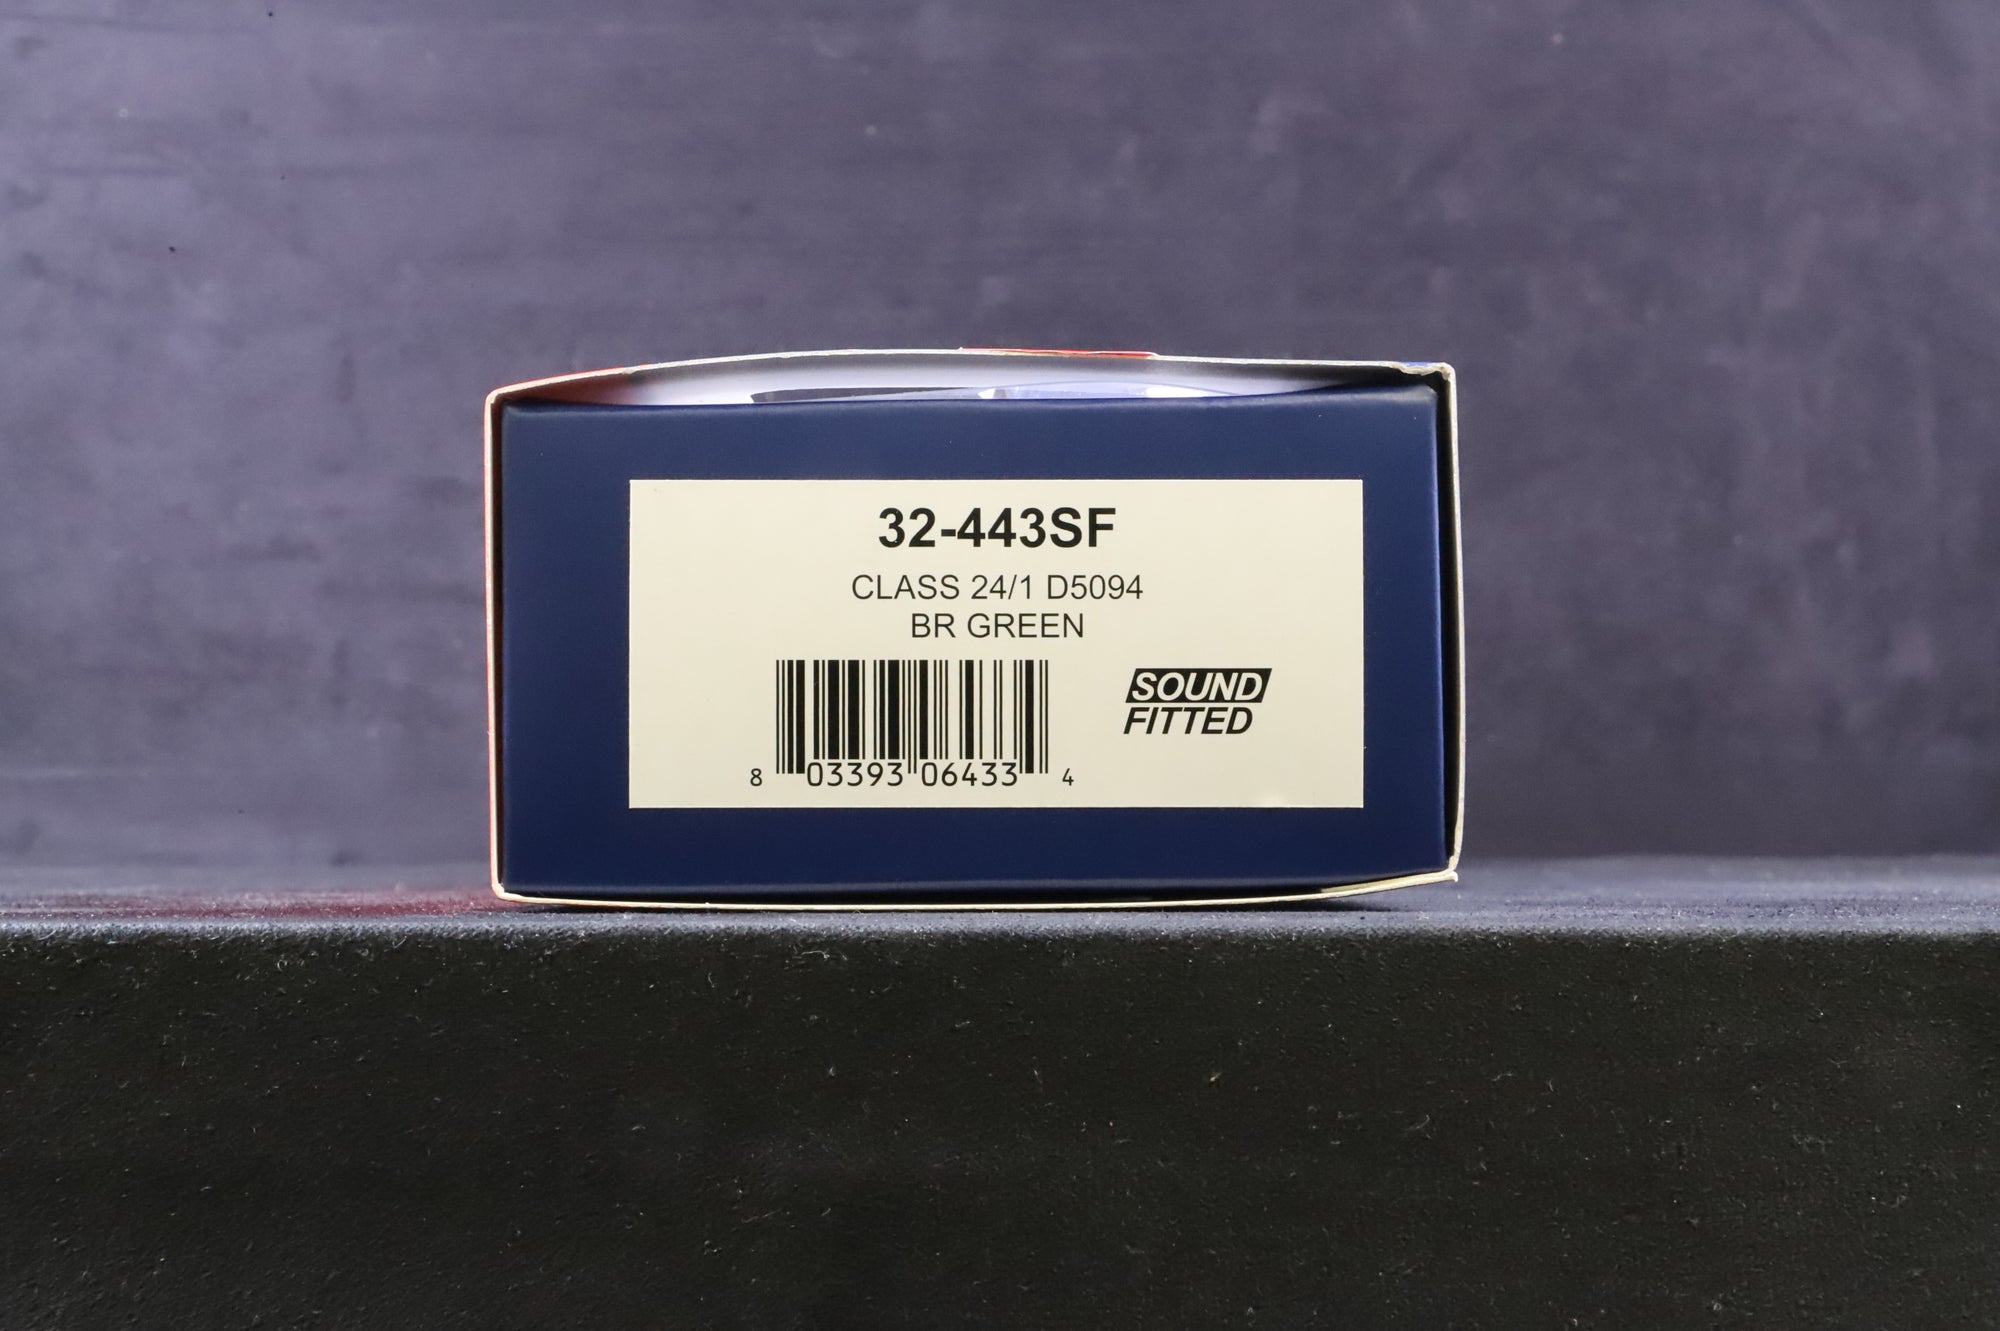 32-443SF
CLASS 24/1 D5094
BR GREEN
SOUND
FITTED
8 03393 06433 4